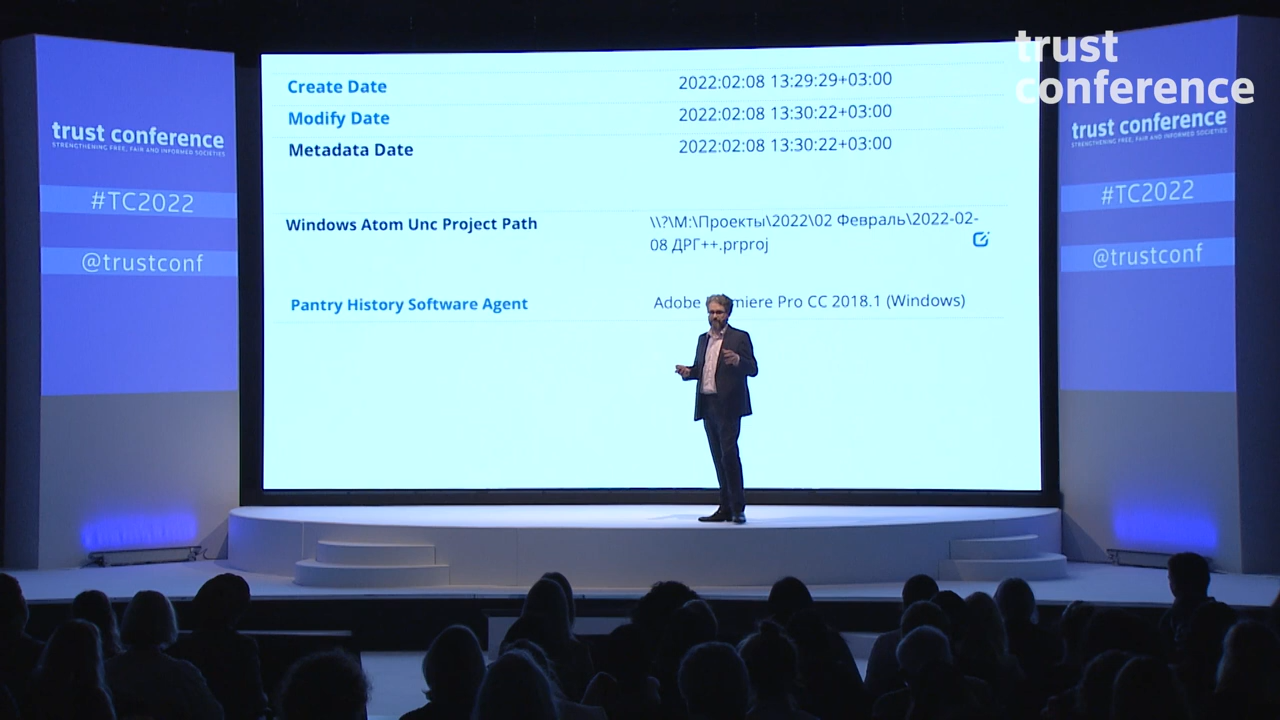 trust
conference
trust conference
STRENGTHENING FREE, FAIR AND INFORMED SOCIETIES
#TC2022
@trustconf
Create Date 2022:02:08 13:29:29+03:00
Modify Date 2022:02:08 13:30:22+03:00
Metadata Date 2022:02:08 13:30:22+03:00
Windows Atom Unc Project Path \\?\M:\Проекты\2022\02 Февраль\2022-02-
08 ДРГ++.prproj
Pantry History Software Agent Adobe miere Pro CC 2018.1 (Windows)
trust conference
STRENGTHENING FREE, FAIR AND INFORMED SOCIETIES
#TC2022
@trustconf